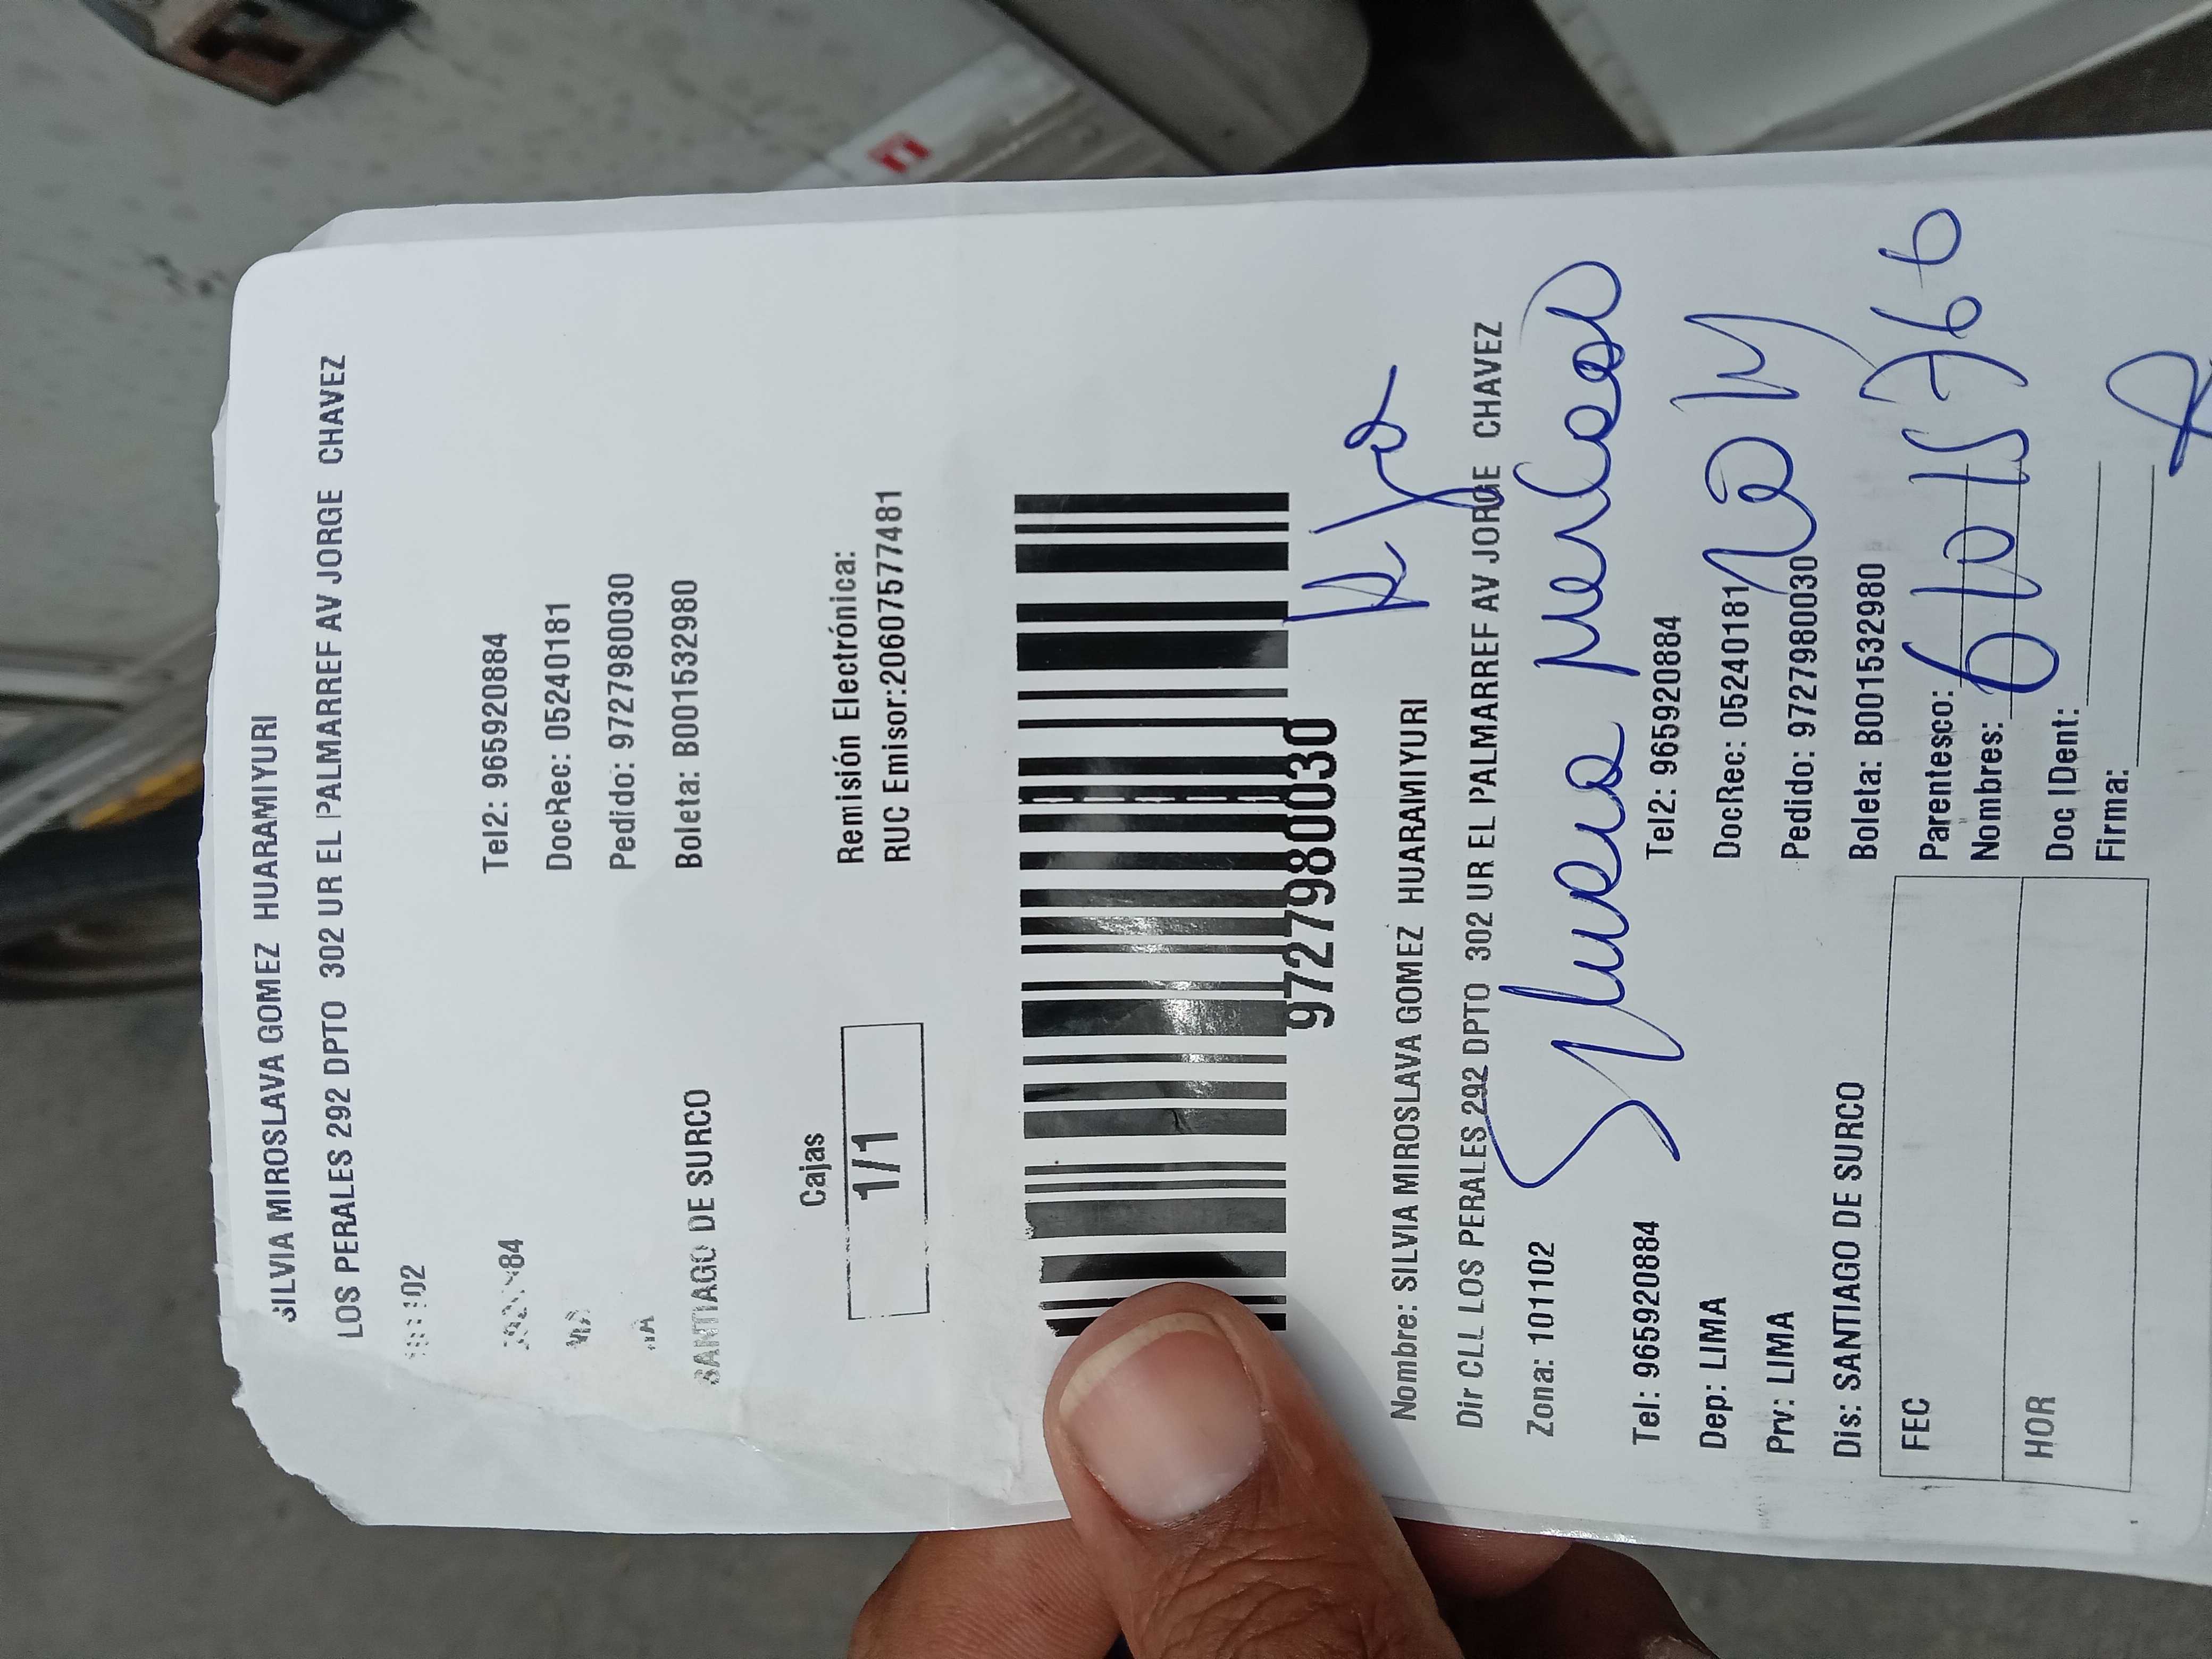 SILVIA MIROSLAVA GOMEZ HUARAMIYURI
LOS PERALES 292 DPTO 302 UR EL PALMARREF AV JORGE CHAVEZ
Tel2: 965920884
DocRec: 05240181
Pedido: 9727980030
Boleta: B001532980
SANTIAGO DE SURCO
Cajas
1/1
Remisión Electrónica:
RUC Emisor:20607577481
9727980030
Nombre: SILVIA MIROSLAVA GOMEZ HUARAMIYURI
Dir CLL LOS PERALES 292 DPTO 302 UR EL PALMARREF AV JORGE CHAVEZ
Zona: 101102
Tel: 965920884 Tel2: 965920884
Dep: LIMA DocRec: 05240181
Prv: LIMA Pedido: 9727980030
Dis: SANTIAGO DE SURCO Boleta: B001532980
FEC
HOR
Parentesco:
Nombres:
Doc IDent:
Firma: